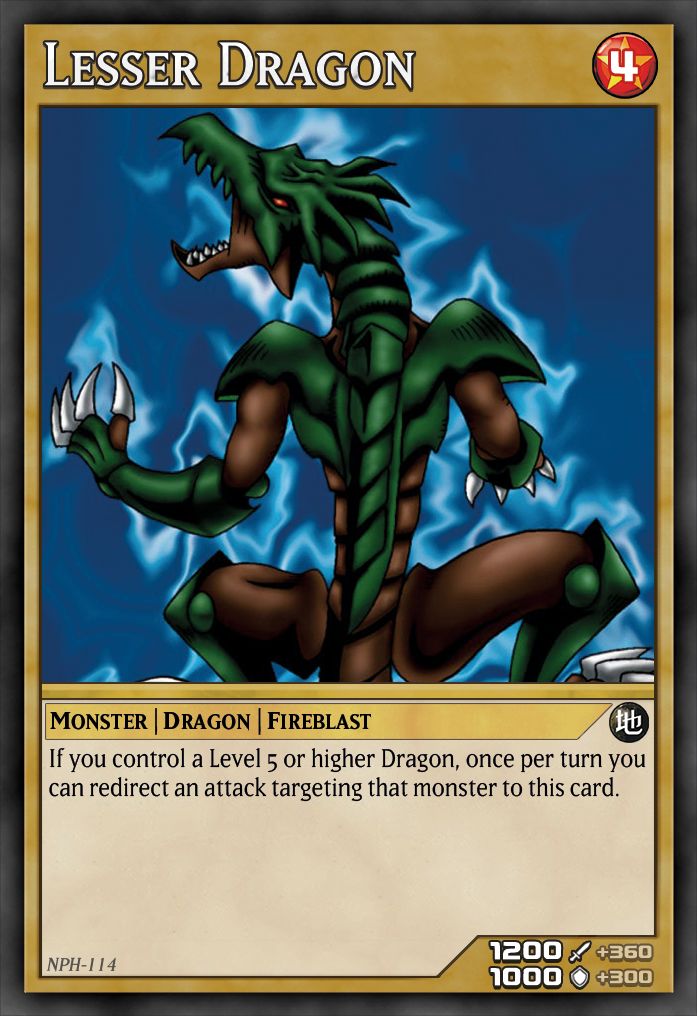 Lesser Dragon
4
Monster | Dragon | Fireblast
地
If you control a Level 5 or higher Dragon, once per turn you
can redirect an attack targeting that monster to this card.
NPH-114
1200 +360
1000 +300